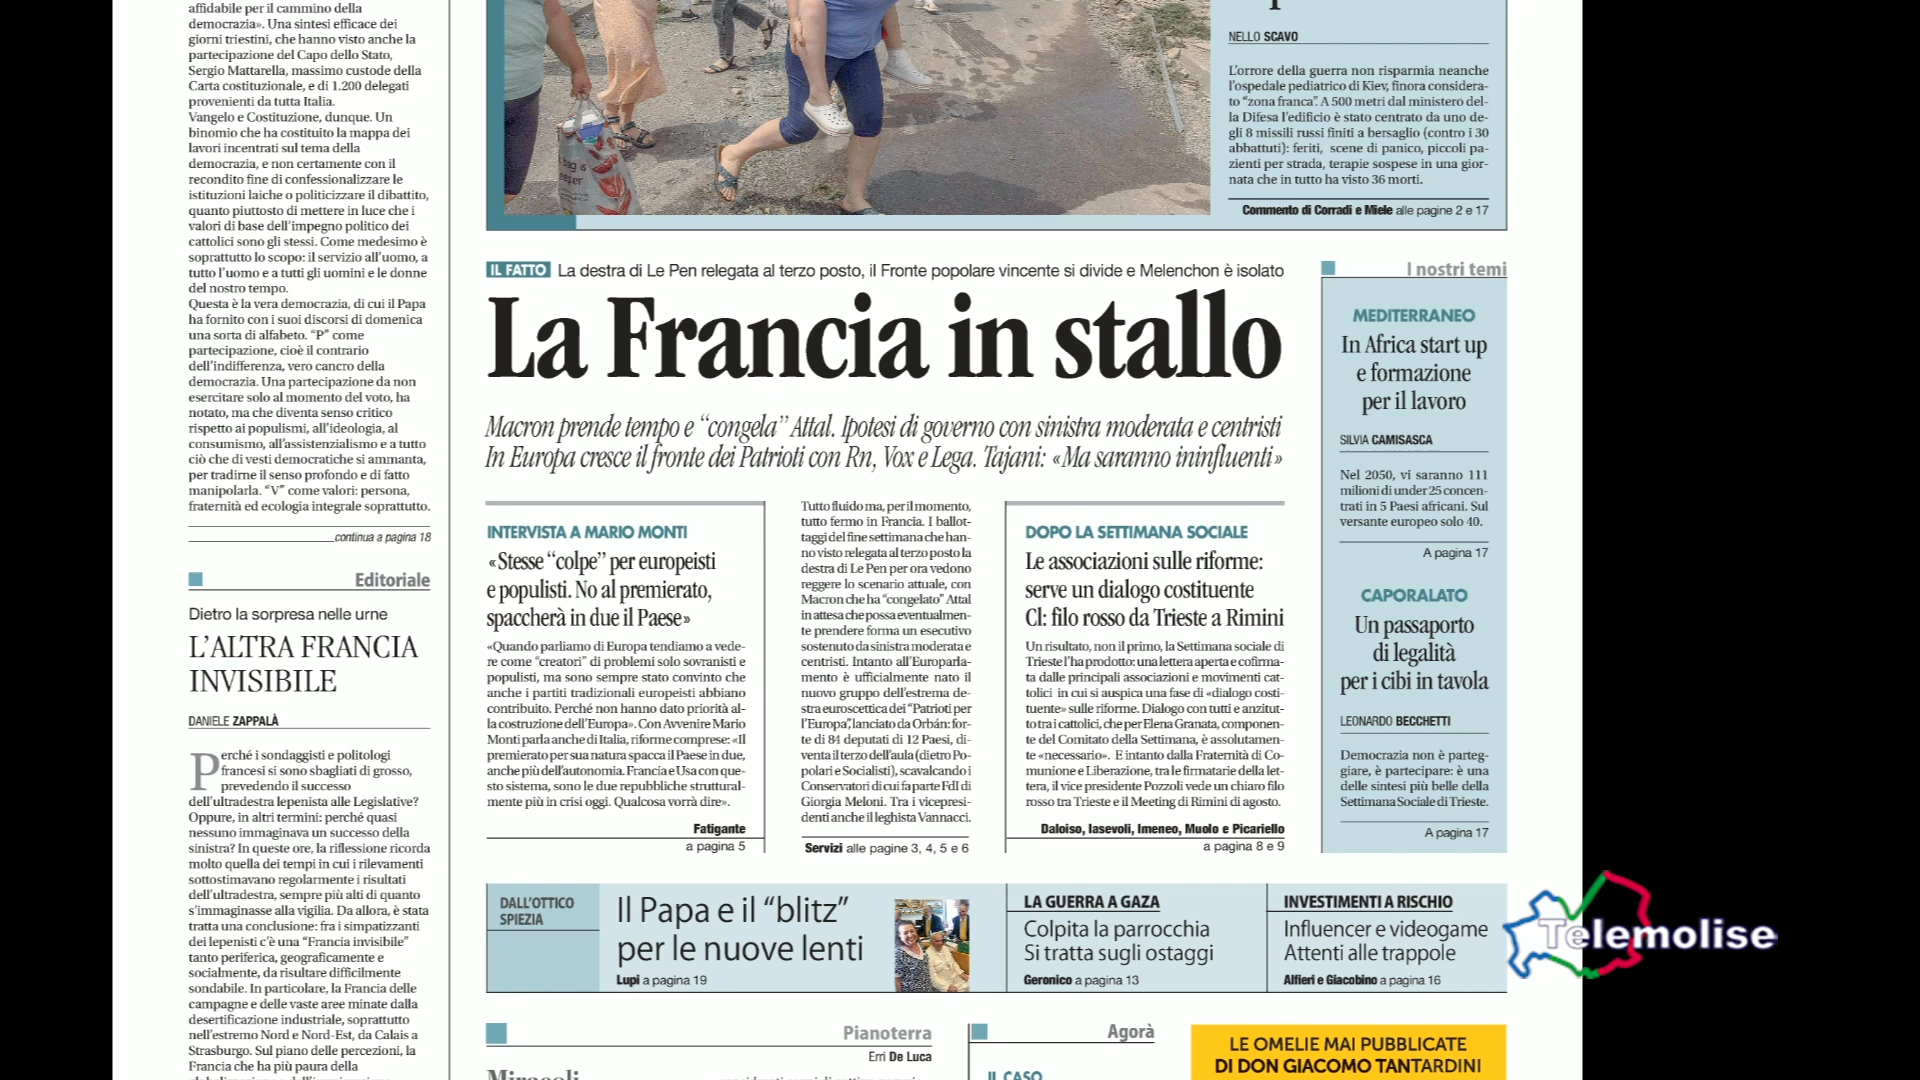 affidabile per il cammino della
democrazia». Una sintesi efficace dei
giorni triestini, che hanno visto anche la
partecipazione del Capo dello Stato,
Sergio Mattarella, massimo custode della
Carta costituzionale, e di 1.200 delegati
provenienti da tutta Italia.
Vangelo e Costituzione, dunque. Un
binomio che ha costituito la mappa dei
lavori incentrati sul tema della
democrazia, e non certamente con il
recondito fine di confessionalizzare le
istituzioni laiche o politicizzare il dibattito,
quanto piuttosto di mettere in luce che i
valori di base dell'impegno politico dei
cattolici sono gli stessi. Come medesimo è
soprattutto lo scopo: il servizio all'uomo, a
tutto l'uomo e a tutti gli uomini e le donne
del nostro tempo.
Questa è la vera democrazia, di cui il Papa
ha fornito con i suoi discorsi di domenica
una sorta di alfabeto. "P" come
partecipazione, cioè il contrario
dell'indifferenza, vero cancro della
democrazia. Una partecipazione da non
esercitare solo al momento del voto, ha
notato, ma che diventa senso critico
rispetto ai populismi, all'ideologia, al
consumismo, all'assistenzialismo e a tutto
ciò che di vesti democratiche si ammanta,
per tradirne il senso profondo e di fatto
manipolarla. "V" come valori: persona,
fraternità ed ecologia integrale soprattutto.
continua a pagina 18
Editoriale
Dietro la sorpresa nelle urne
L'ALTRA FRANCIA
INVISIBILE
DANIELE ZAPPALÀ
Perché i sondaggisti e politologi
francesi si sono sbagliati di grosso,
prevedendo il successo
dell'ultradestra lepenista alle Legislative?
Oppure, in altri termini: perché quasi
nessuno immaginava un successo della
sinistra? In queste ore, la riflessione ricorda
molto quella dei tempi in cui i rilevamenti
sottostimavano regolarmente i risultati
dell'ultradestra, sempre più alti di quanto
s'immaginasse alla vigilia. Da allora, è stata
tratta una conclusione: fra i simpatizzanti
dei lepenisti c'è una "Francia invisibile"
tanto periferica, geograficamente e
socialmente, da risultare difficilmente
sondabile. In particolare, la Francia delle
campagne e delle vaste aree minate dalla
desertificazione industriale, soprattutto
nell'estremo Nord e Nord-Est, da Calais a
Strasburgo. Sul piano delle percezioni, la
Francia che ha più paura della
NELLO SCAVO
L'orrore della guerra non risparmia neanche
l'ospedale pediatrico di Kiev, finora considera-
to "zona franca". A 500 metri dal ministero del-
la Difesa l'edificio è stato centrato da uno de-
gli 8 missili russi finiti a bersaglio (contro i 30
abbattuti): feriti, scene di panico, piccoli pa-
zienti per strada, terapie sospese in una gior-
nata che in tutto ha visto 36 morti.
Commento di Corradi e Miele alle pagine 2 e 17
IL FATTO La destra di Le Pen relegata al terzo posto, il Fronte popolare vincente si divide e Melenchon è isolato
La Francia in stallo
Macron prende tempo e "congela" Attal. Ipotesi di governo con sinistra moderata e centristi
In Europa cresce il fronte dei Patrioti con Rn, Vox e Lega. Tajani: «Ma saranno ininfluenti»
INTERVISTA A MARIO MONTI
«Stesse "colpe" per europeisti
e populisti. No al premierato,
spaccherà in due il Paese»
«Quando parliamo di Europa tendiamo a vede-
re come "creatori" di problemi solo sovranisti e
populisti, ma sono sempre stato convinto che
anche i partiti tradizionali europeisti abbiano
contribuito. Perché non hanno dato priorità al-
la costruzione dell'Europa». Con Avvenire Mario
Monti parla anche di Italia, riforme comprese: «Il
premierato per sua natura spacca il Paese in due,
anche più dell'autonomia. Francia e Usa con que-
sto sistema, sono le due repubbliche struttural-
mente più in crisi oggi. Qualcosa vorrà dire».
Fatigante
a pagina 5
Tutto fluido ma, per il momento,
tutto fermo in Francia. I ballot-
taggi del fine settimana che han-
no visto relegata al terzo posto la
destra di Le Pen per ora vedono
reggere lo scenario attuale, con
Macron che ha "congelato" Attal
in attesa che possa eventualmen-
te prendere forma un esecutivo
sostenuto da sinistra moderata e
centristi. Intanto all'Europarla-
mento è ufficialmente nato il
nuovo gruppo dell'estrema de-
stra euroscettica dei "Patrioti per
l'Europa", lanciato da Orbán: for-
te di 84 deputati di 12 Paesi, di-
venta il terzo dell'aula (dietro Po-
polari e Socialisti), scavalcando i
Conservatori di cui fa parte FdI di
Giorgia Meloni. Tra i vicepresi-
denti anche il leghista Vannacci.
Servizi alle pagine 3, 4, 5 e 6
DOPO LA SETTIMANA SOCIALE
Le associazioni sulle riforme:
serve un dialogo costituente
Cl: filo rosso da Trieste a Rimini
Un risultato, non il primo, la Settimana sociale di
Trieste l'ha prodotto: una lettera aperta e cofirma-
ta dalle principali associazioni e movimenti cat-
tolici in cui si auspica una fase di «dialogo costi-
tuente» sulle riforme. Dialogo con tutti e anzitut-
to tra i cattolici, che per Elena Granata, componen-
te del Comitato della Settimana, è assolutamen-
te «necessario». E intanto dalla Fraternità di Co-
munione e Liberazione, tra le firmatarie della let-
tera, il vice presidente Pozzoli vede un chiaro filo
rosso tra Trieste e il Meeting di Rimini di agosto.
Daloiso, Iasevoli, Imeneo, Muolo e Picariello
a pagina 8 e 9
I nostri temi
MEDITERRANEO
In Africa start up
e formazione
per il lavoro
SILVIA CAMISASCA
Nel 2050, vi saranno 111
milioni di under 25 concen-
trati in 5 Paesi africani. Sul
versante europeo solo 40.
A pagina 17
CAPORALATO
Un passaporto
di legalità
per i cibi in tavola
LEONARDO BECCHETTI
Democrazia non è parteg-
giare, è partecipare: è una
delle sintesi più belle della
Settimana Sociale di Trieste.
A pagina 17
DALL'OTTICO
SPIEZIA
Il Papa e il "blitz"
per le nuove lenti
Lupi a pagina 19
LA GUERRA A GAZA
Colpita la parrocchia
Si tratta sugli ostaggi
Geronico a pagina 13
INVESTIMENTI A RISCHIO
Influencer e videogame
Attenti alle trappole
Alfieri e Giacobino a pagina 16
Telemolise
Pianoterra
Erri De Luca
Miracoli
Agorà
IL CASO
LE OMELIE MAI PUBBLICATE
DI DON GIACOMO TANTARDINI